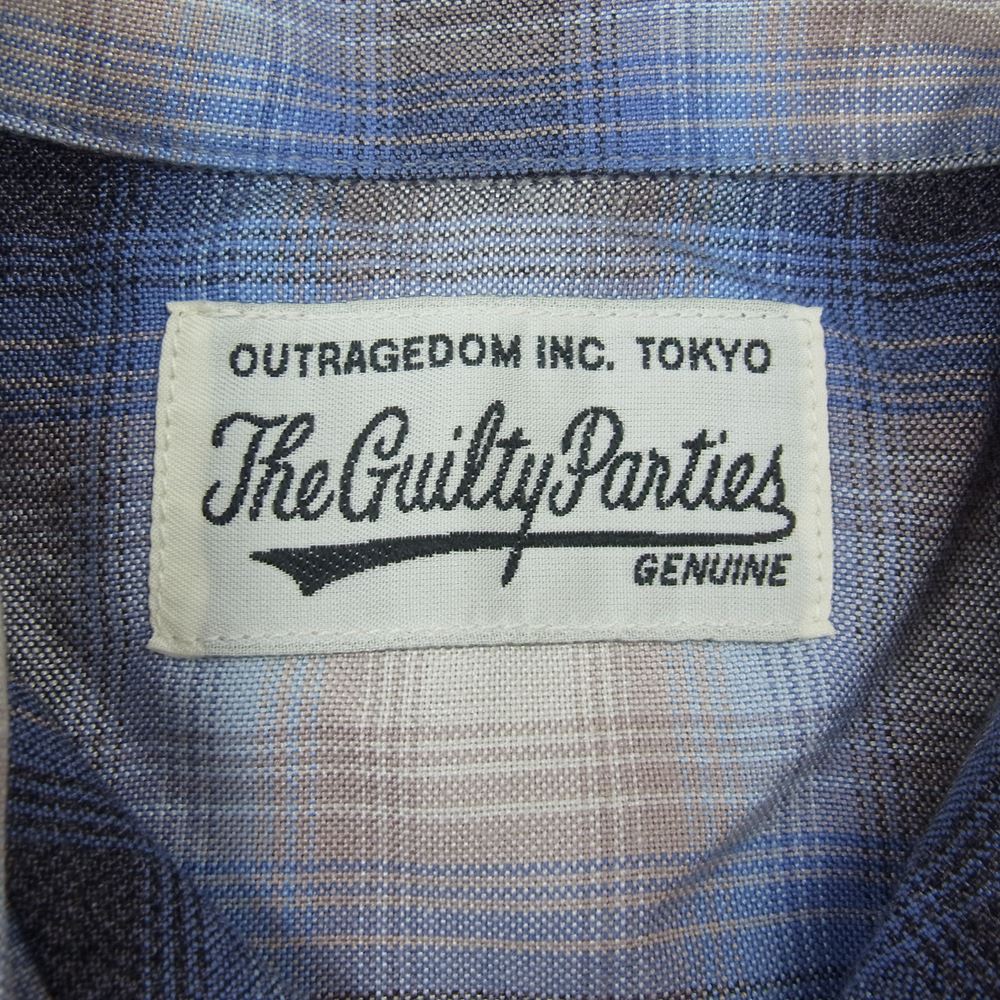 OUTRAGEDOM INC. TOKYO
The Guilty Parties
GENUINE